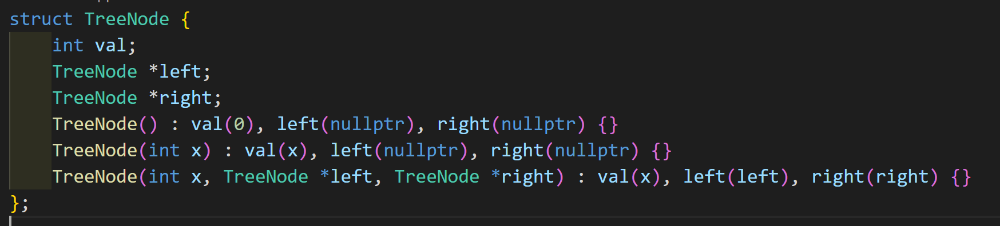 struct TreeNode {
    int val;
    TreeNode *left;
    TreeNode *right;
    TreeNode() : val(0), left(nullptr), right(nullptr) {}
    TreeNode(int x) : val(x), left(nullptr), right(nullptr) {}
    TreeNode(int x, TreeNode *left, TreeNode *right) : val(x), left(left), right(right) {}
};